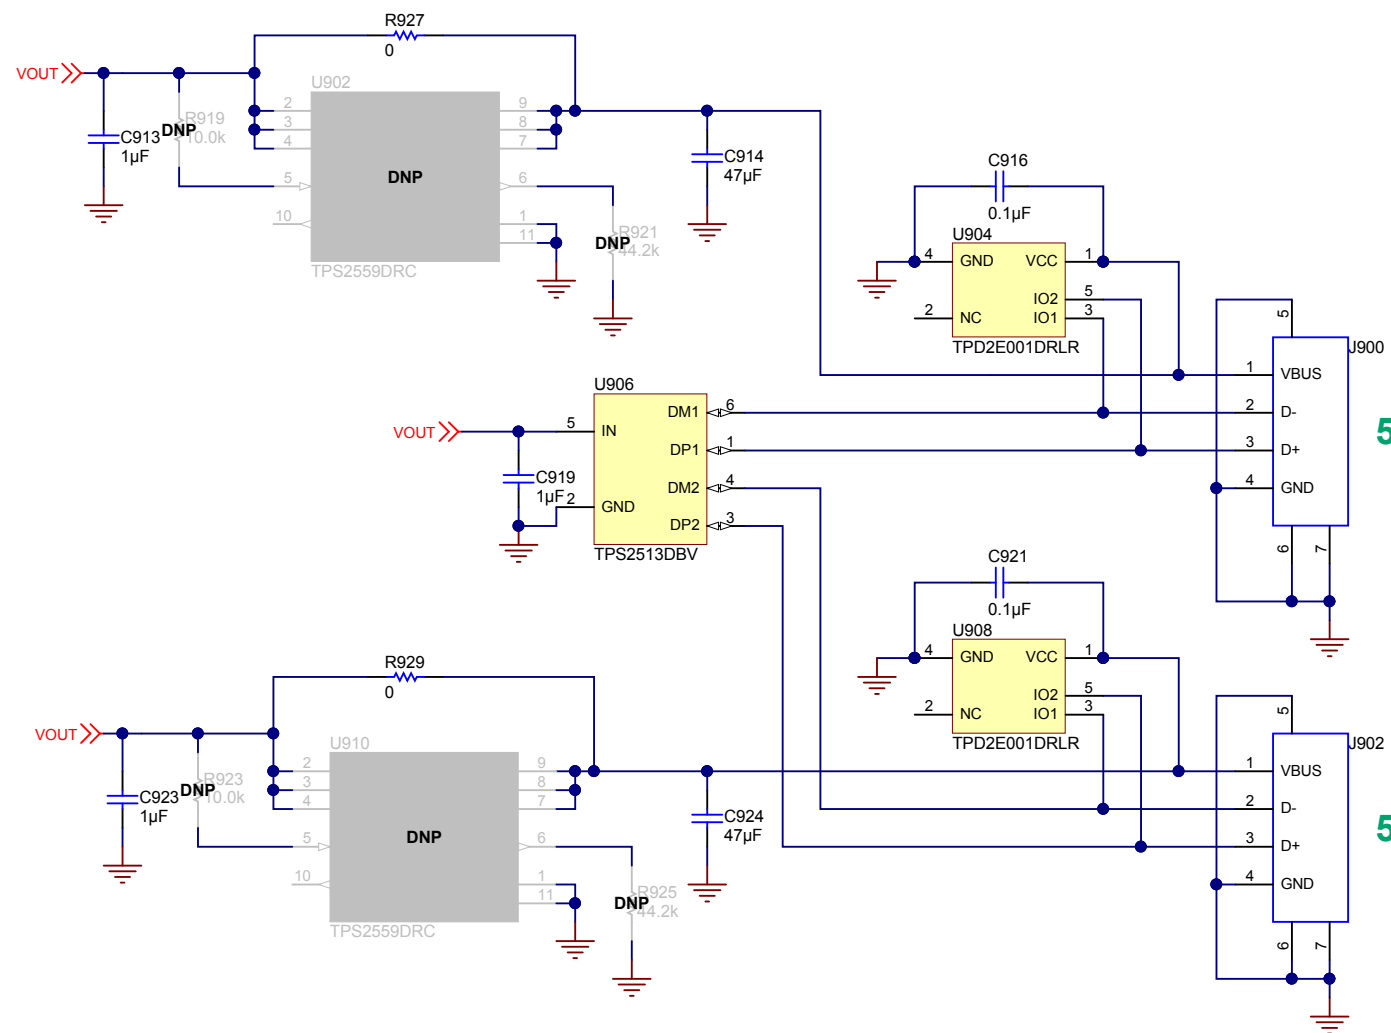 R927
0
VOUT
U902
2
3
4
5
10
9
8
7
6
1
11
DNP
TPS2559DRC
C913
1µF
DNP
R919
10.0k
DNP
R921
44.2k
C914
47µF
C916
0.1µF
U904
4 GND VCC 1
IO2 5
2 NC IO1 3
TPD2E001DRLR
5
J900
1 VBUS
2 D-
3 D+
4 GND
6
7
5
U906
VOUT
5 IN
2 GND
DM1 6
DP1 1
DM2 4
DP2 3
TPS2513DBV
C919
1µF
C921
0.1µF
U908
4 GND VCC 1
IO2 5
2 NC IO1 3
TPD2E001DRLR
R929
0
VOUT
U910
2
3
4
5
10
9
8
7
6
1
11
DNP
TPS2559DRC
C923
1µF
DNP
R923
10.0k
DNP
R925
44.2k
C924
47µF
5
J902
1 VBUS
2 D-
3 D+
4 GND
6
7
5